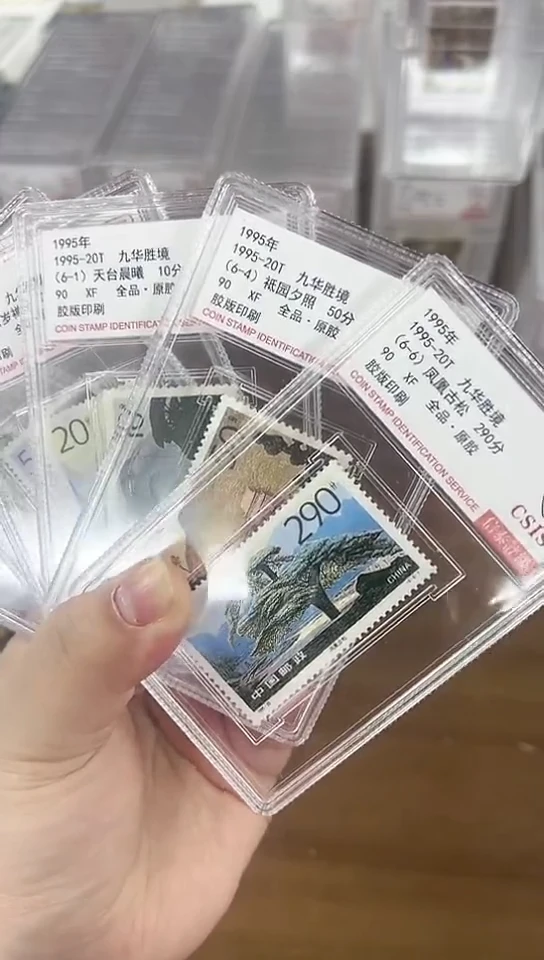 1995年
1995-20T 九华胜境
(6-1) 天台晨曦 10分
90 XF 全品·原胶
胶版印刷
COIN STAMP IDENTIFICATION
1995年
1995-20T 九华胜境
(6-4) 祇园夕照 50分
90 XF 全品·原胶
胶版印刷
COIN STAMP IDENTIFICATION
1995年
1995-20T 九华胜境
(6-6) 凤凰古松 290分
90 XF 全品·原胶
胶版印刷
COIN STAMP IDENTIFICATION SERVICE
CSIS
20
290
CHINA
中国邮政